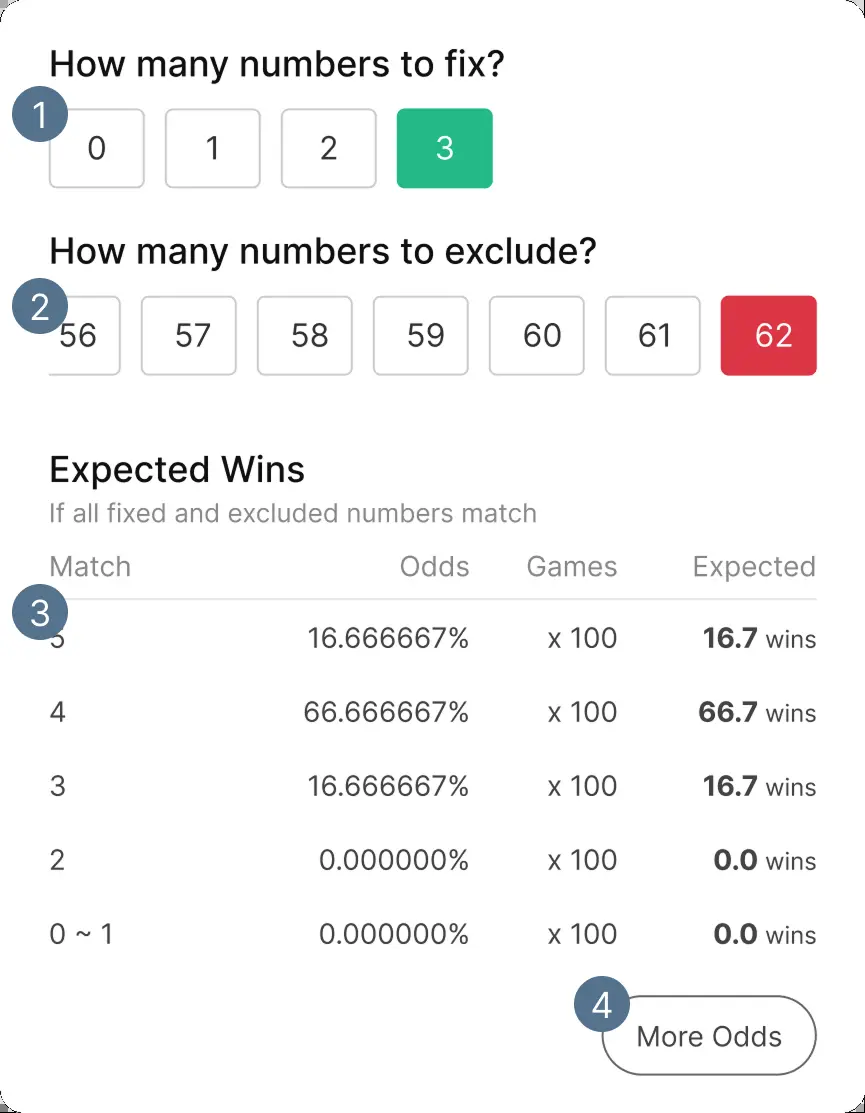 How many numbers to fix?
1
0 1 2 3
How many numbers to exclude?
2
56 57 58 59 60 61 62
Expected Wins
If all fixed and excluded numbers match
Match Odds Games Expected
3
5 16.666667% x 100 16.7 wins
4 66.666667% x 100 66.7 wins
3 16.666667% x 100 16.7 wins
2 0.000000% x 100 0.0 wins
0 ~ 1 0.000000% x 100 0.0 wins
4
More Odds